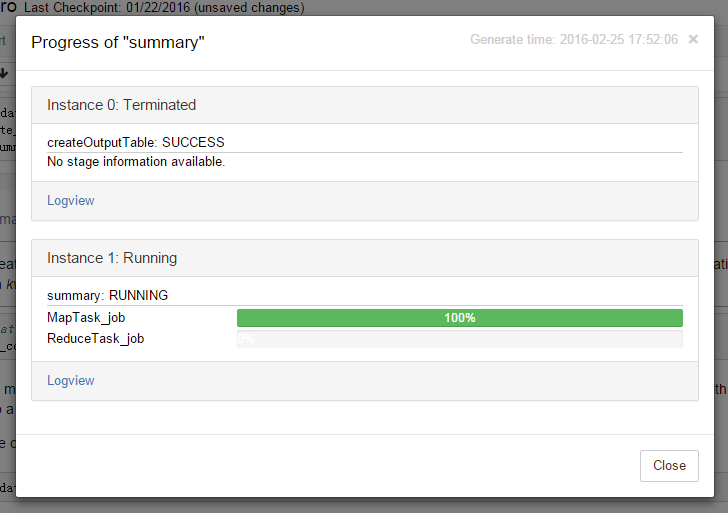 ro Last Checkpoint: 01/22/2016 (unsaved changes)
Progress of "summary"
Generate time: 2016-02-25 17:52:06 ×
Instance 0: Terminated
createOutputTable: SUCCESS
No stage information available.
Logview
Instance 1: Running
summary: RUNNING
MapTask_job 100%
ReduceTask_job 0%
Logview
Close